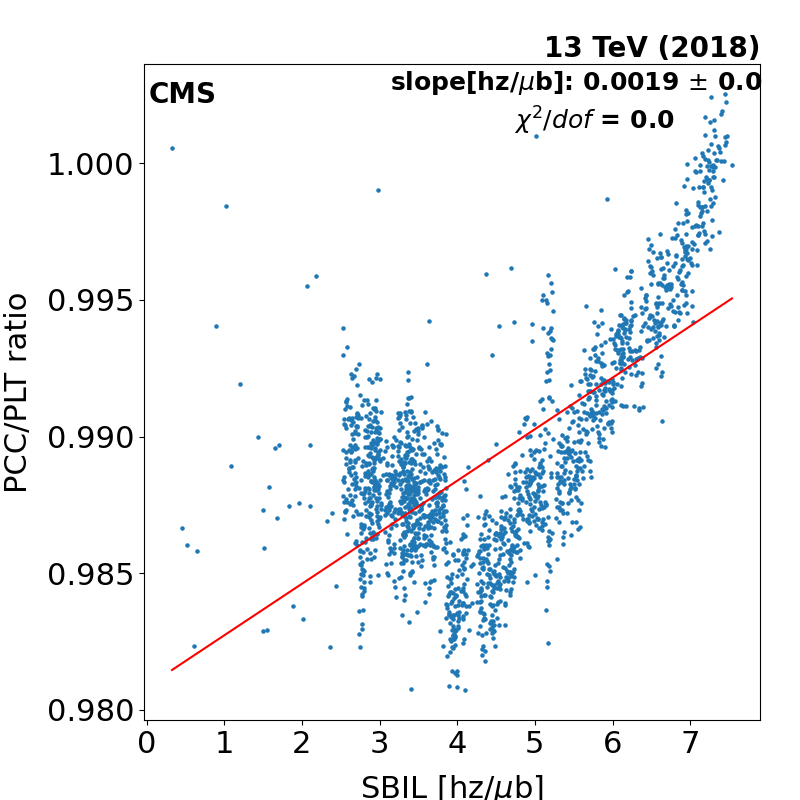 13 TeV (2018)
CMS
slope[hz/μb]: 0.0019 ± 0.0
χ²/dof = 0.0
1.000
0.995
0.990
0.985
0.980
PCC/PLT ratio
0 1 2 3 4 5 6 7
SBIL [hz/μb]